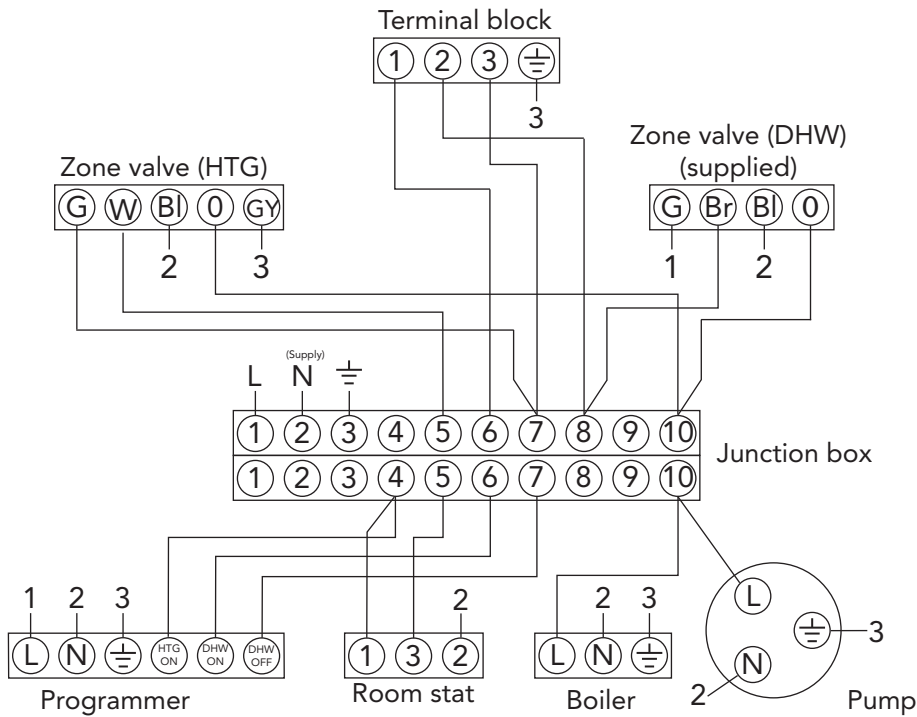 Terminal block
1 2 3
3
Zone valve (DHW)
(supplied)
Zone valve (HTG)
G W Bl 0 GY
G Br Bl 0
2 3
1 2
(Supply)
L N
1 2 3 4 5 6 7 8 9 10
Junction box
1 2 3 4 5 6 7 8 9 10
1 2 3
2
2 3
L
3
L N
HTG
ON
DHW
ON
DHW
OFF
1 3 2
L N
N
2
Programmer
Room stat
Boiler
Pump